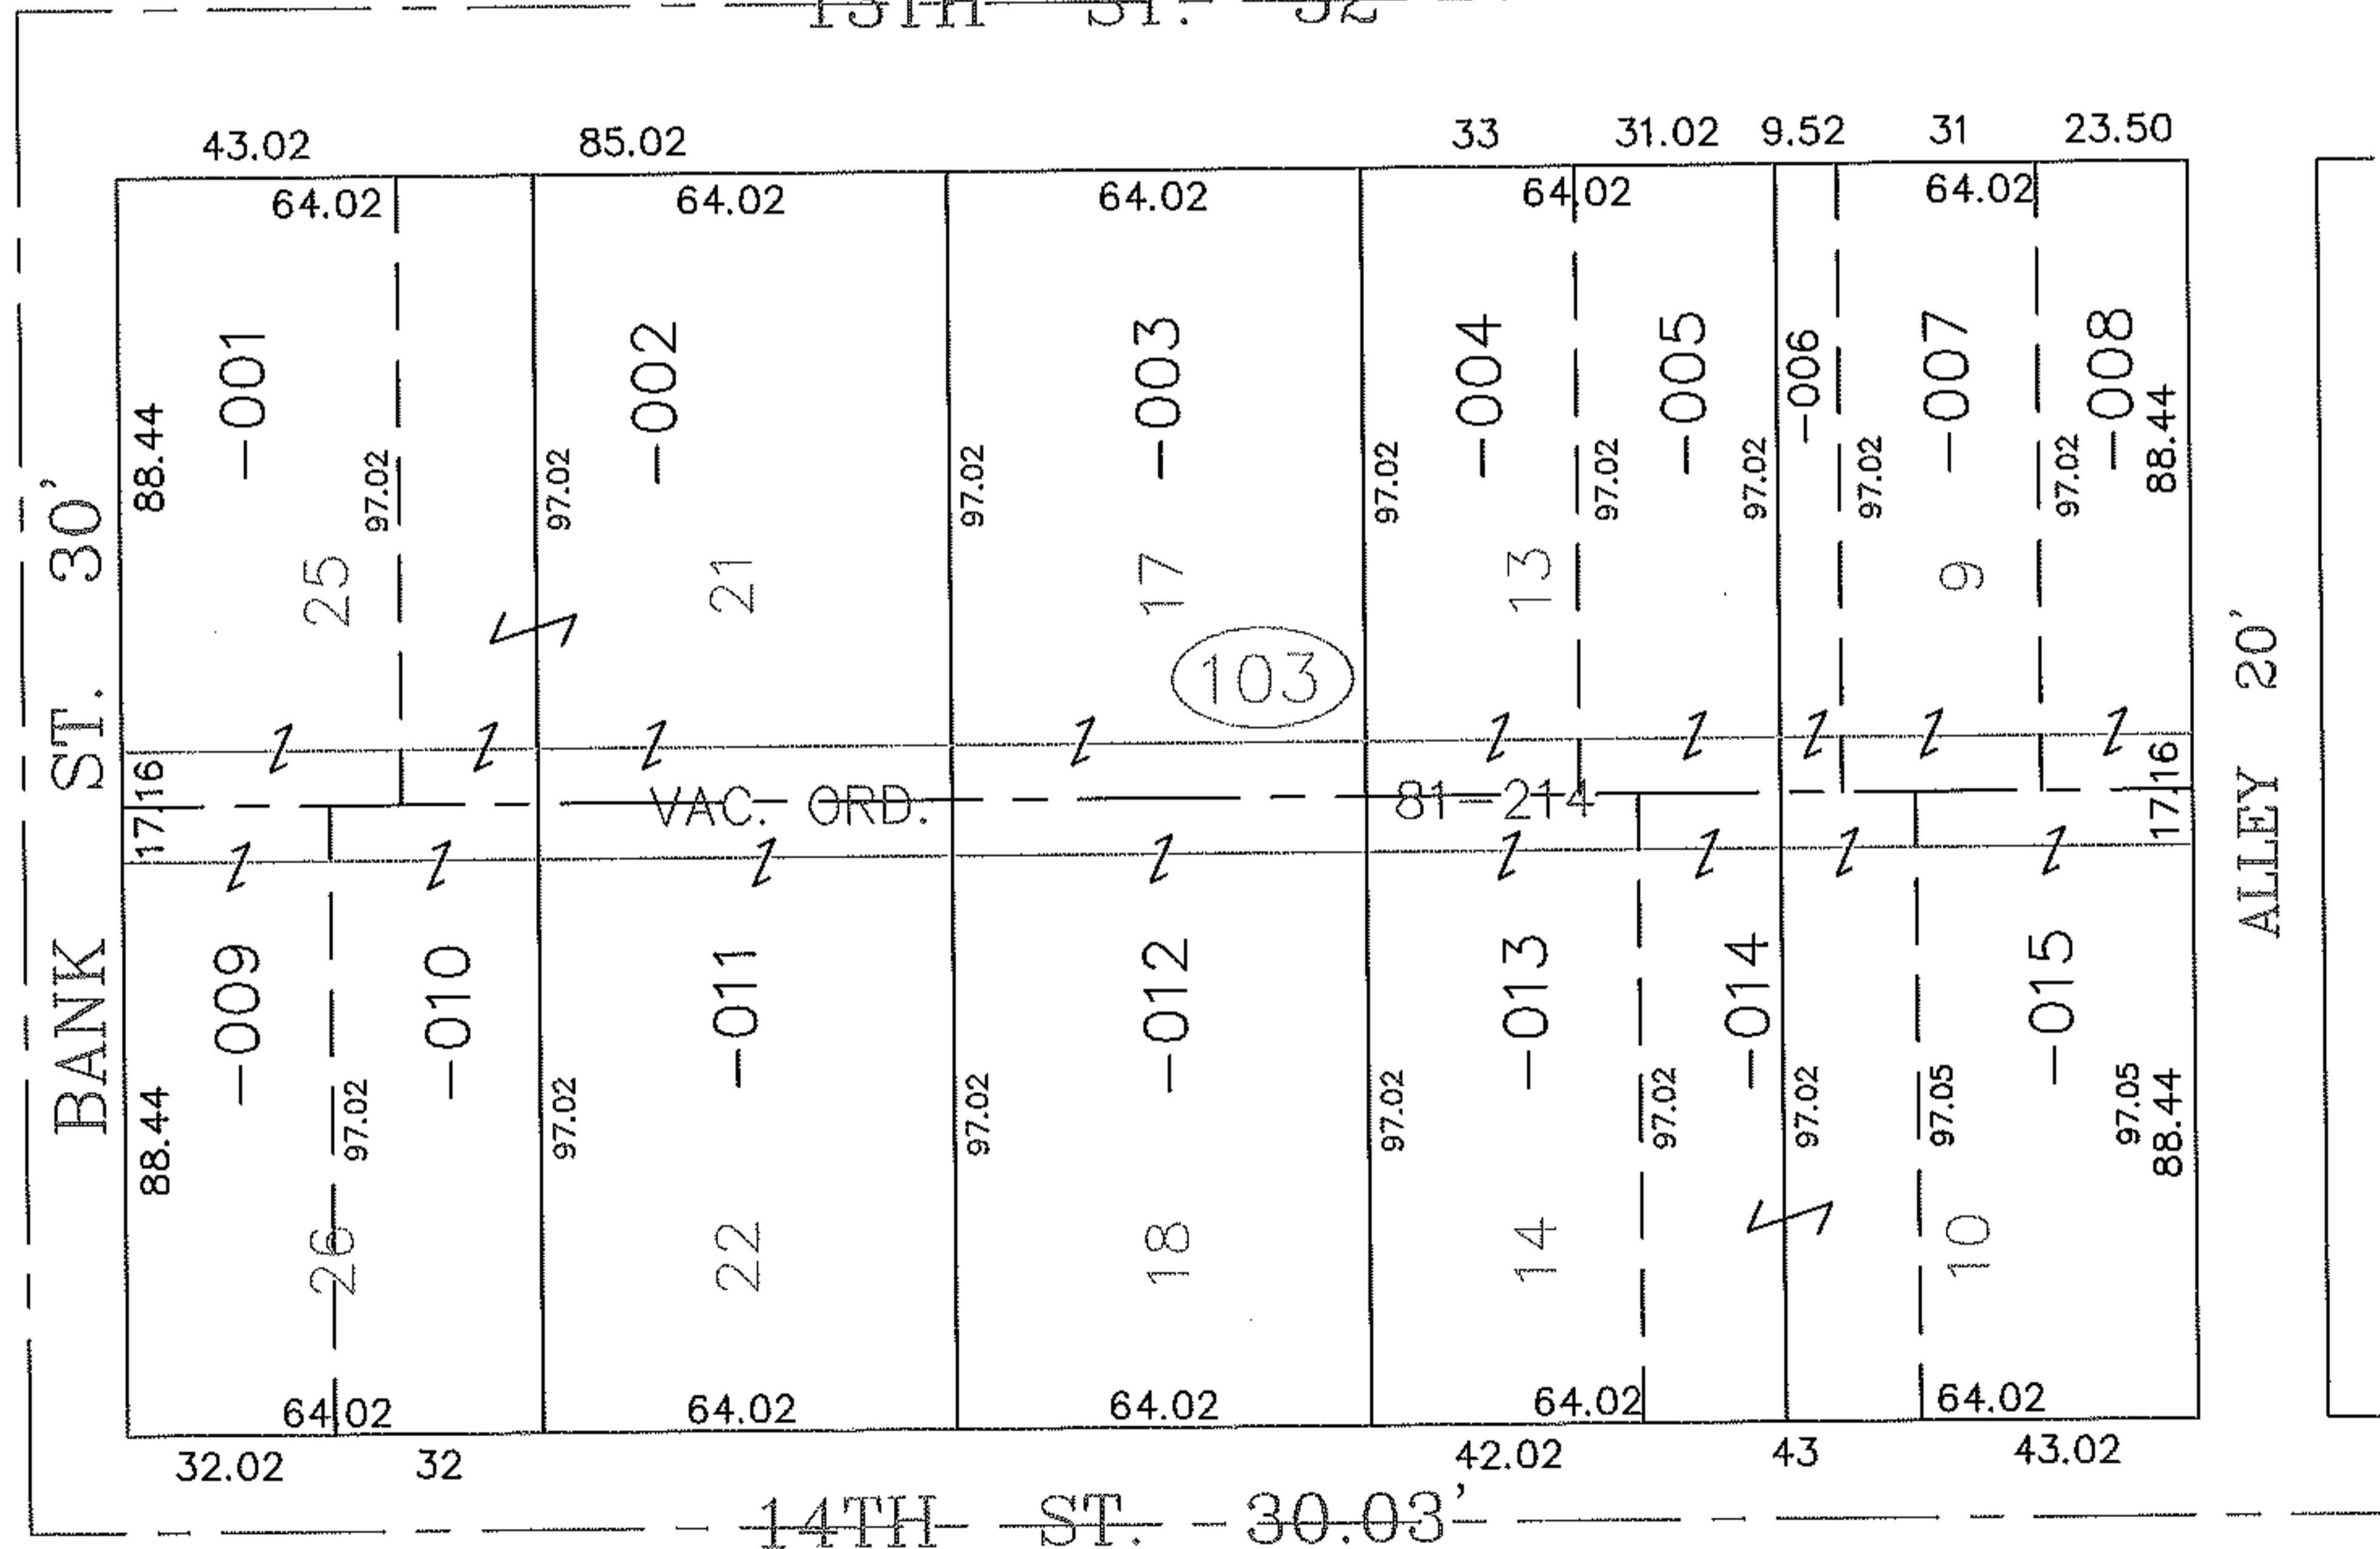 13TH ST. 32
43.02 85.02 33 31.02 9.52 31 23.50
64.02 64.02 64.02 64.02 64.02
-001 -002 -003 -004 -005 -006 -007 -008
88.44 97.02 97.02 97.02 97.02 97.02 97.02 97.02 97.02 88.44
25 21 17 13 9
103
BANK ST. 30'
ALLEY 20'
17.16 VAC. ORD. 81-214 17.16
-009 -010 -011 -012 -013 -014 -015
88.44 97.02 97.02 97.02 97.02 97.02 97.02 97.05 97.05 88.44
26 22 18 14 10
64.02 64.02 64.02 64.02 64.02
32.02 32 42.02 43 43.02
14TH ST. 30.03'